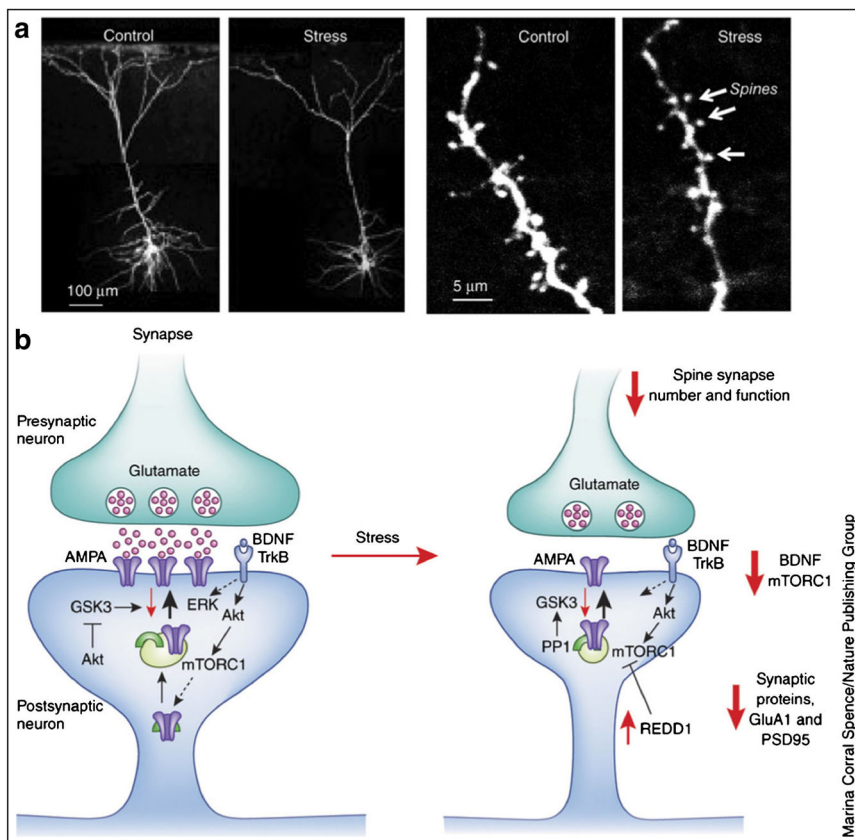 a
Control
Stress
100 μm
Control
Stress
Spines
5 μm
b
Synapse
Presynaptic
neuron
Glutamate
AMPA
BDNF
TrkB
GSK3
ERK
Akt
Akt
mTORC1
Postsynaptic
neuron
Stress
Spine synapse
number and function
Glutamate
AMPA
BDNF
TrkB
GSK3
Akt
PP1
mTORC1
REDD1
BDNF
mTORC1
Synaptic
proteins,
GluA1 and
PSD95
Marina Corral Spence/Nature Publishing Group